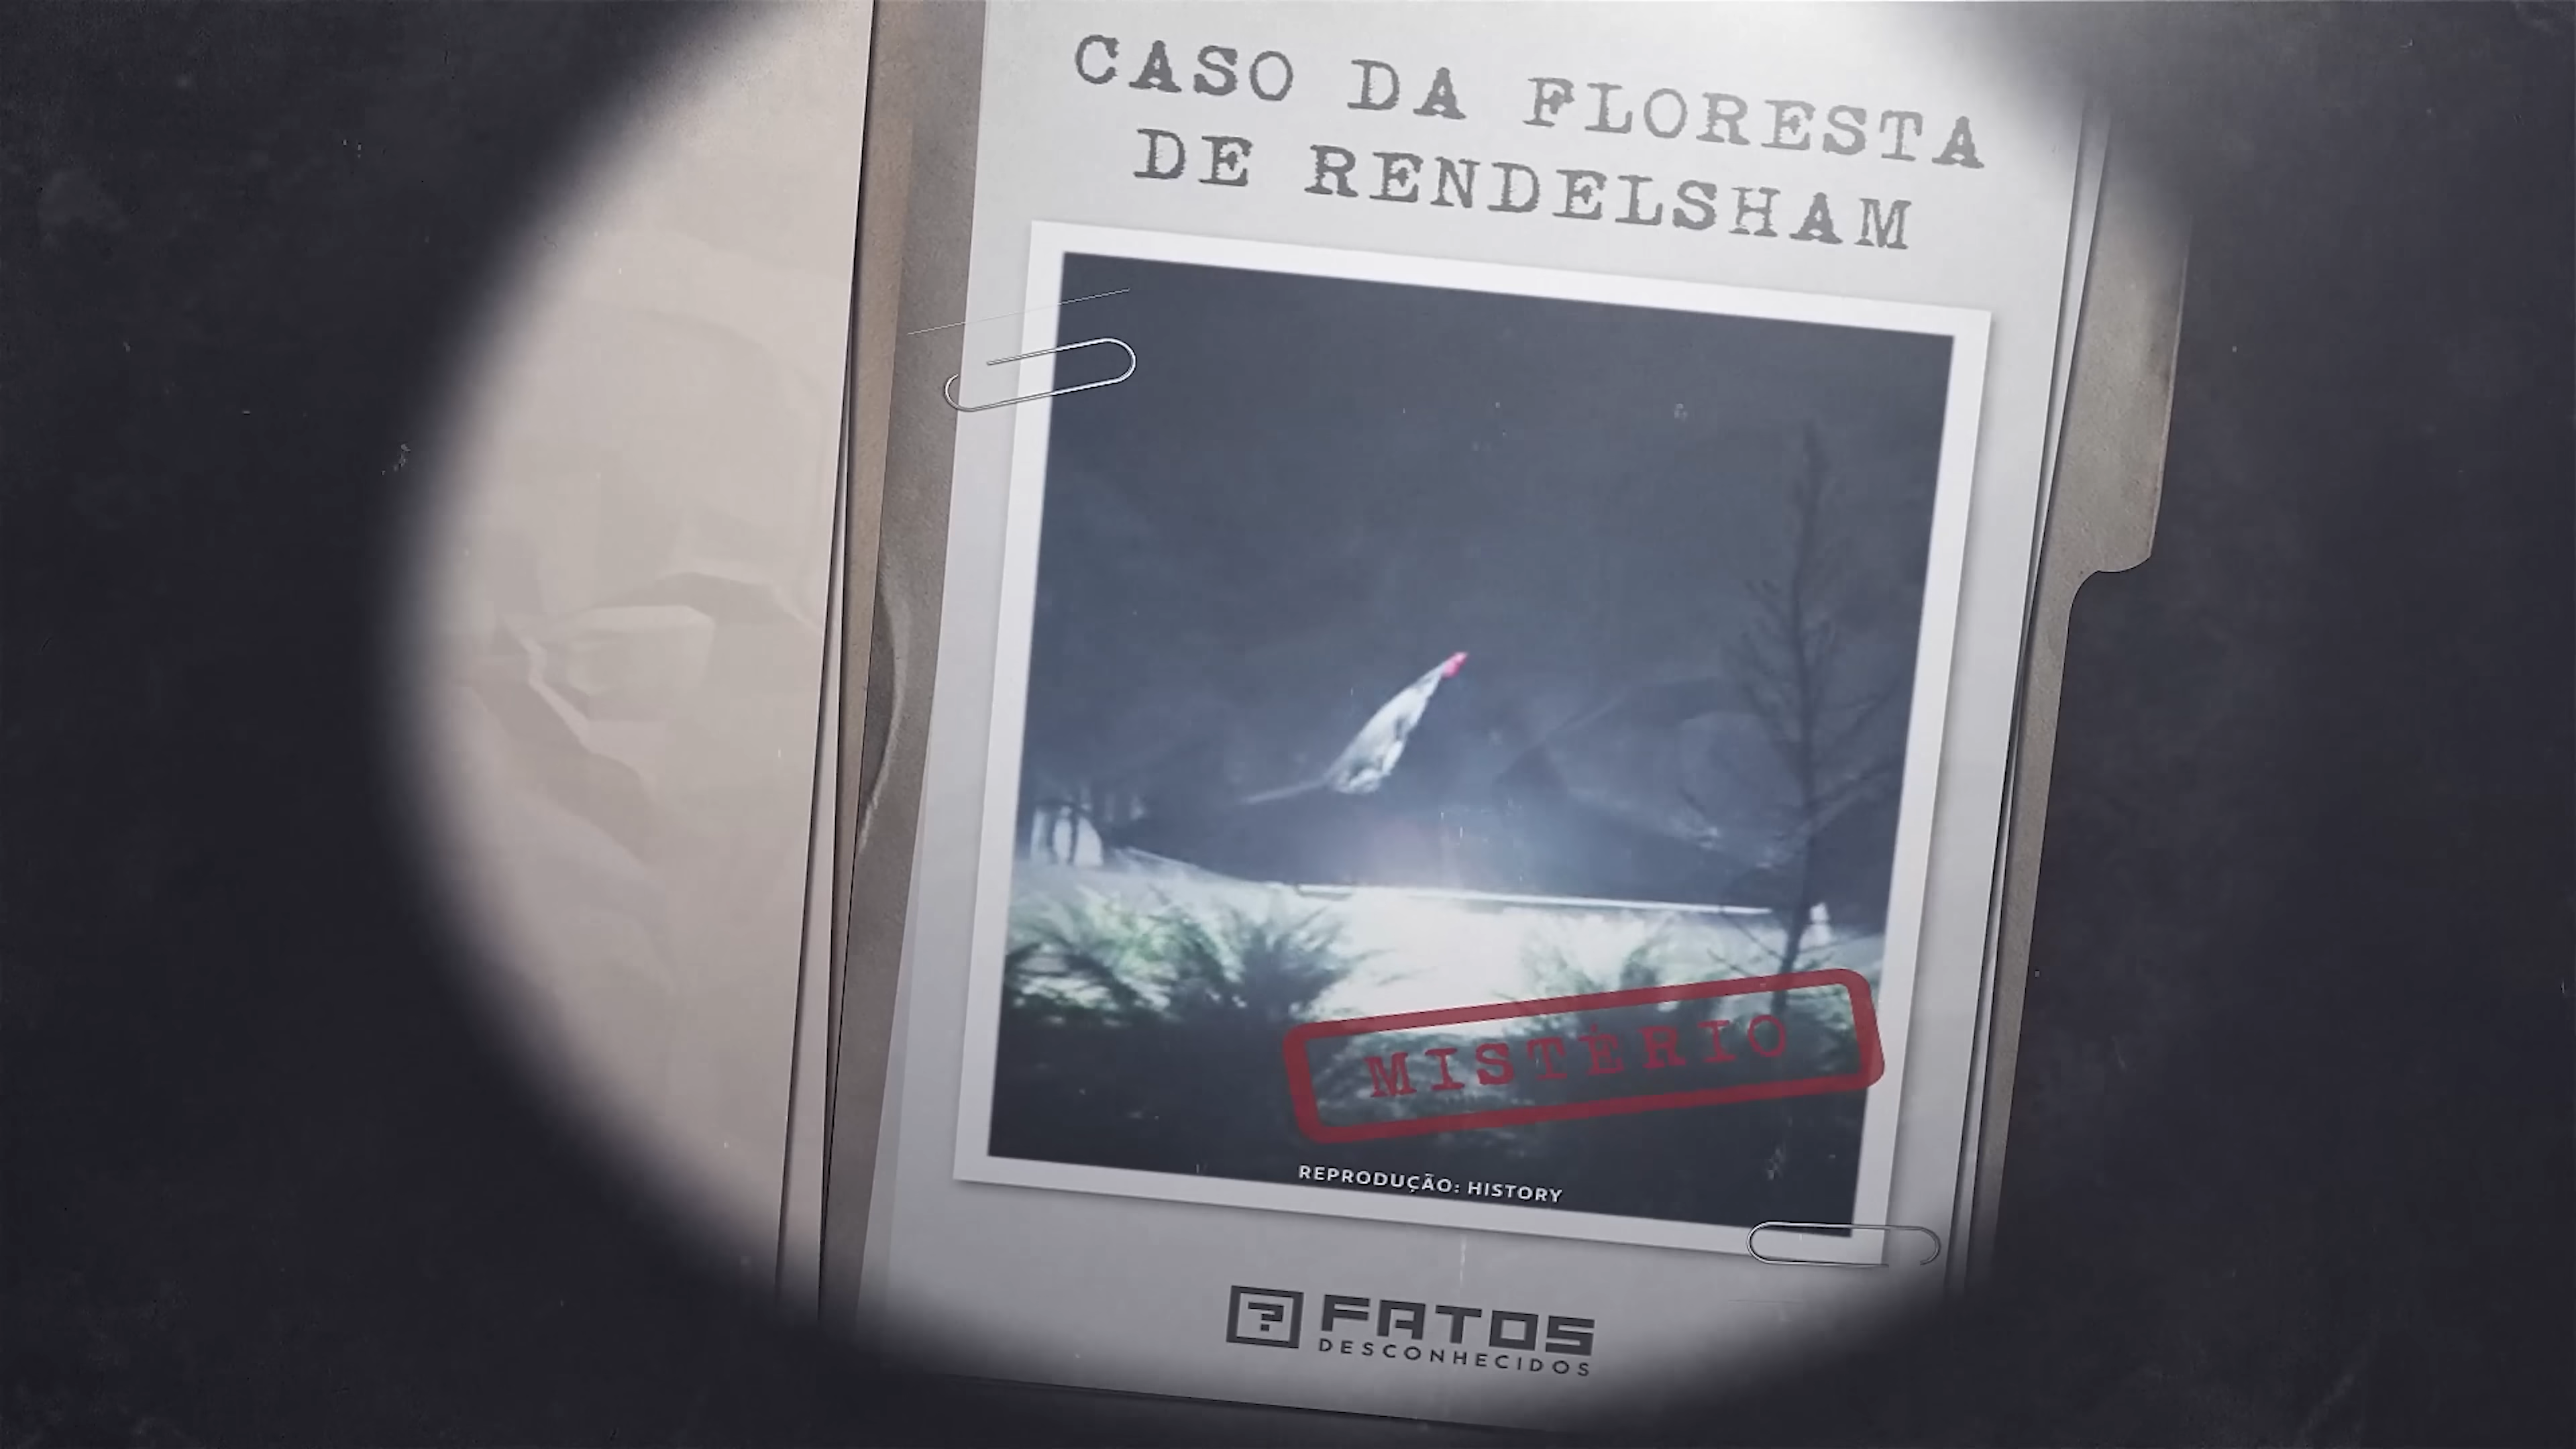 CASO DA FLORESTA
DE RENDELSHAM
MISTÉRIO
REPRODUÇÃO: HISTORY
?
FATOS
DESCONHECIDOS